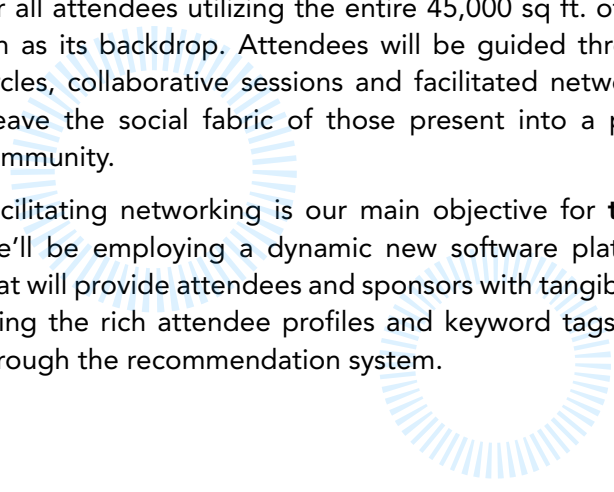 r all attendees utilizing the entire 45,000 sq ft. o
n as its backdrop. Attendees will be guided thr
cles, collaborative sessions and facilitated netw
eave the social fabric of those present into a p
mmunity.
cilitating networking is our main objective for t
e’ll be employing a dynamic new software plat
at will provide attendees and sponsors with tangib
ing the rich attendee profiles and keyword tags
rough the recommendation system.